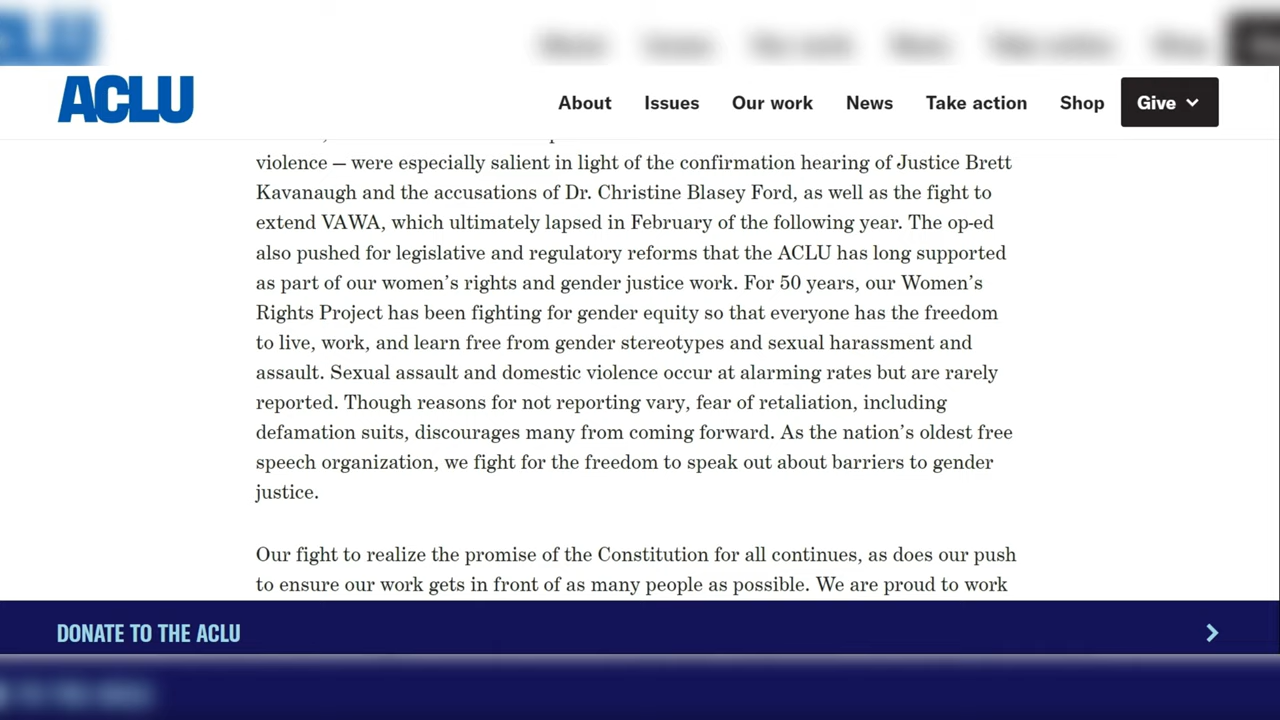 ACLU
About Issues Our work News Take action Shop Give
violence — were especially salient in light of the confirmation hearing of Justice Brett
Kavanaugh and the accusations of Dr. Christine Blasey Ford, as well as the fight to
extend VAWA, which ultimately lapsed in February of the following year. The op-ed
also pushed for legislative and regulatory reforms that the ACLU has long supported
as part of our women’s rights and gender justice work. For 50 years, our Women’s
Rights Project has been fighting for gender equity so that everyone has the freedom
to live, work, and learn free from gender stereotypes and sexual harassment and
assault. Sexual assault and domestic violence occur at alarming rates but are rarely
reported. Though reasons for not reporting vary, fear of retaliation, including
defamation suits, discourages many from coming forward. As the nation’s oldest free
speech organization, we fight for the freedom to speak out about barriers to gender
justice.
Our fight to realize the promise of the Constitution for all continues, as does our push
to ensure our work gets in front of as many people as possible. We are proud to work
DONATE TO THE ACLU